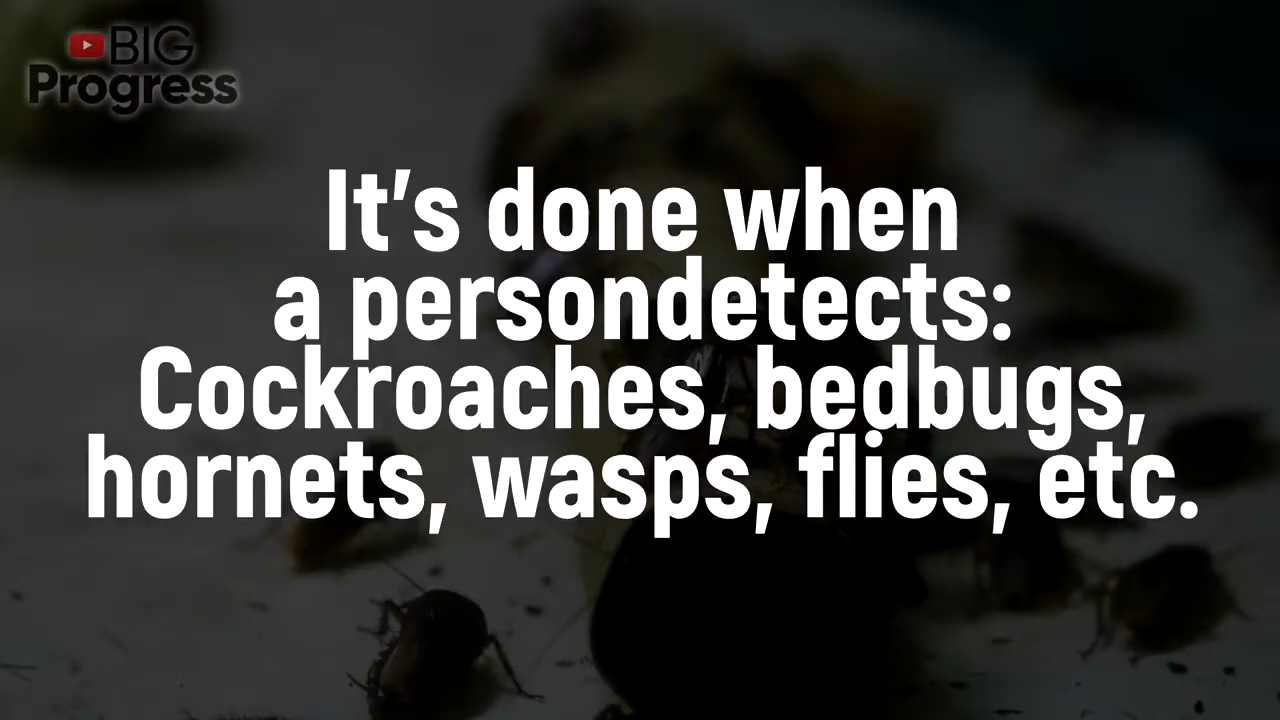 BIG
Progress
It's done when
a persondetects:
Cockroaches, bedbugs,
hornets, wasps, flies, etc.